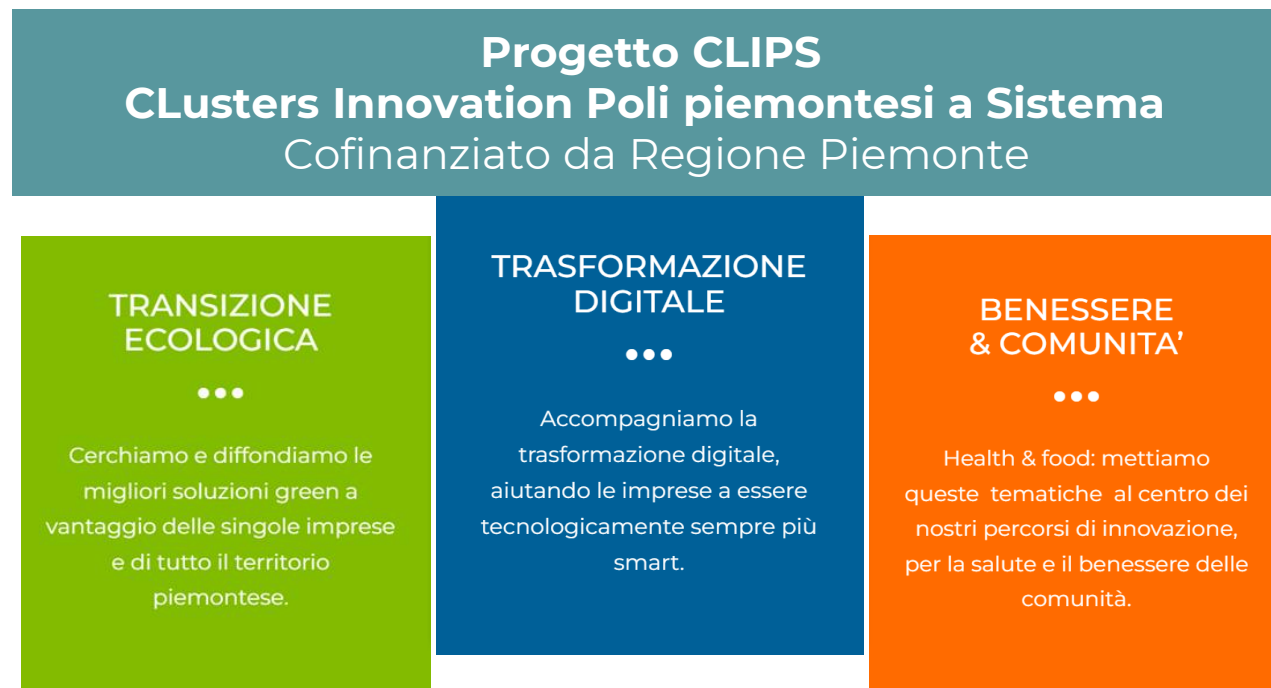 Progetto CLIPS
CLusters Innovation Poli piemontesi a Sistema
Cofinanziato da Regione Piemonte
TRANSIZIONE
ECOLOGICA
•••
Cerchiamo e diffondiamo le
migliori soluzioni green a
vantaggio delle singole imprese
e di tutto il territorio
piemontese.
TRASFORMAZIONE
DIGITALE
•••
Accompagniamo la
trasformazione digitale,
aiutando le imprese a essere
tecnologicamente sempre più
smart.
BENESSERE
& COMUNITA’
•••
Health & food: mettiamo
queste tematiche al centro dei
nostri percorsi di innovazione,
per la salute e il benessere delle
comunità.